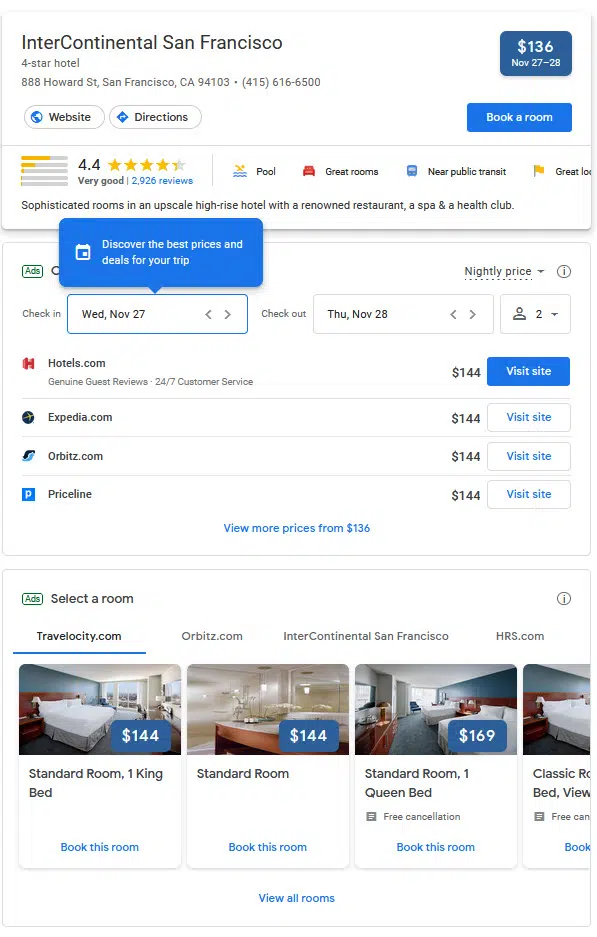 InterContinental San Francisco
$136
Nov 27–28
4-star hotel
888 Howard St, San Francisco, CA 94103 • (415) 616-6500
Website
Directions
Book a room
4.4
Very good | 2,926 reviews
Pool
Great rooms
Near public transit
Great loc
Sophisticated rooms in an upscale high-rise hotel with a renowned restaurant, a spa & a health club.
Discover the best prices and
deals for your trip
Ads
Nightly price
Check in
Wed, Nov 27
Check out
Thu, Nov 28
2
Hotels.com
Genuine Guest Reviews · 24/7 Customer Service
$144
Visit site
Expedia.com
$144
Visit site
Orbitz.com
$144
Visit site
P
Priceline
$144
Visit site
View more prices from $136
Ads
Select a room
Travelocity.com
Orbitz.com
InterContinental San Francisco
HRS.com
$144
$144
$169
Standard Room, 1 King
Bed
Standard Room
Standard Room, 1
Queen Bed
Classic Ro
Bed, View
Free cancellation
Free can
Book this room
Book this room
Book this room
Book
View all rooms